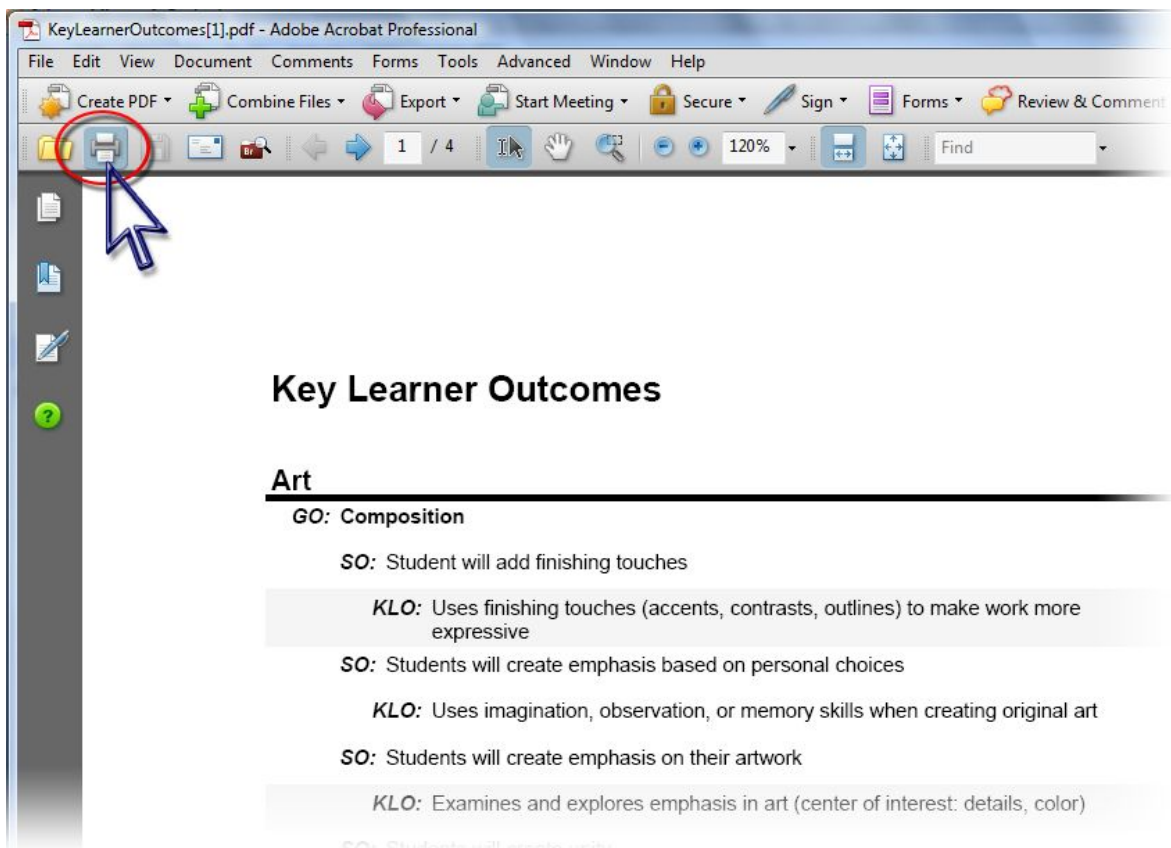 KeyLearnerOutcomes[1].pdf - Adobe Acrobat Professional
File Edit View Document Comments Forms Tools Advanced Window Help
Create PDF Combine Files Export Start Meeting Secure Sign Forms Review & Comment
1 / 4 120% Find
Key Learner Outcomes
Art
GO: Composition
SO: Student will add finishing touches
KLO: Uses finishing touches (accents, contrasts, outlines) to make work more
expressive
SO: Students will create emphasis based on personal choices
KLO: Uses imagination, observation, or memory skills when creating original art
SO: Students will create emphasis on their artwork
KLO: Examines and explores emphasis in art (center of interest: details, color)
SO: Students will create unity